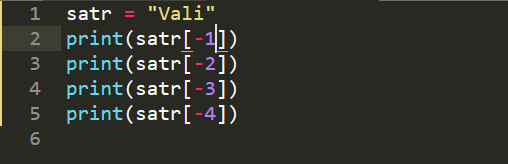 1 satr = "Vali"
2 print(satr[-1])
3 print(satr[-2])
4 print(satr[-3])
5 print(satr[-4])
6